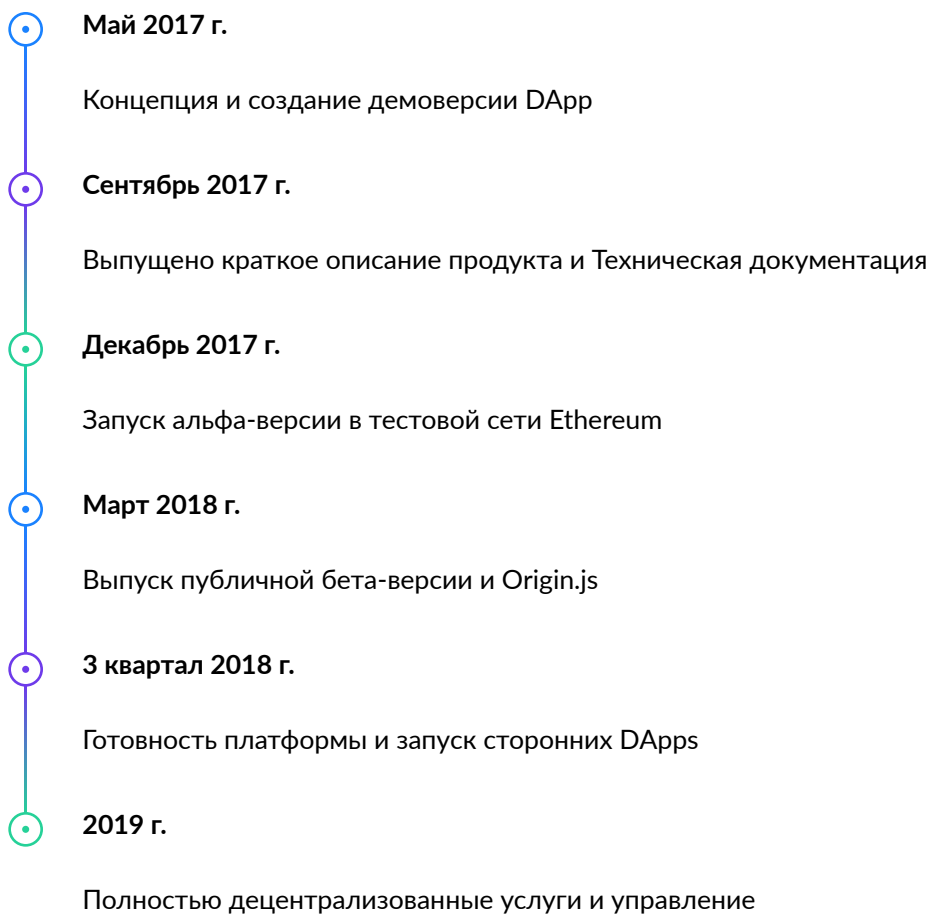 Май 2017 г.
Концепция и создание демоверсии DApp
Сентябрь 2017 г.
Выпущено краткое описание продукта и Техническая документация
Декабрь 2017 г.
Запуск альфа-версии в тестовой сети Ethereum
Март 2018 г.
Выпуск публичной бета-версии и Origin.js
3 квартал 2018 г.
Готовность платформы и запуск сторонних DApps
2019 г.
Полностью децентрализованные услуги и управление